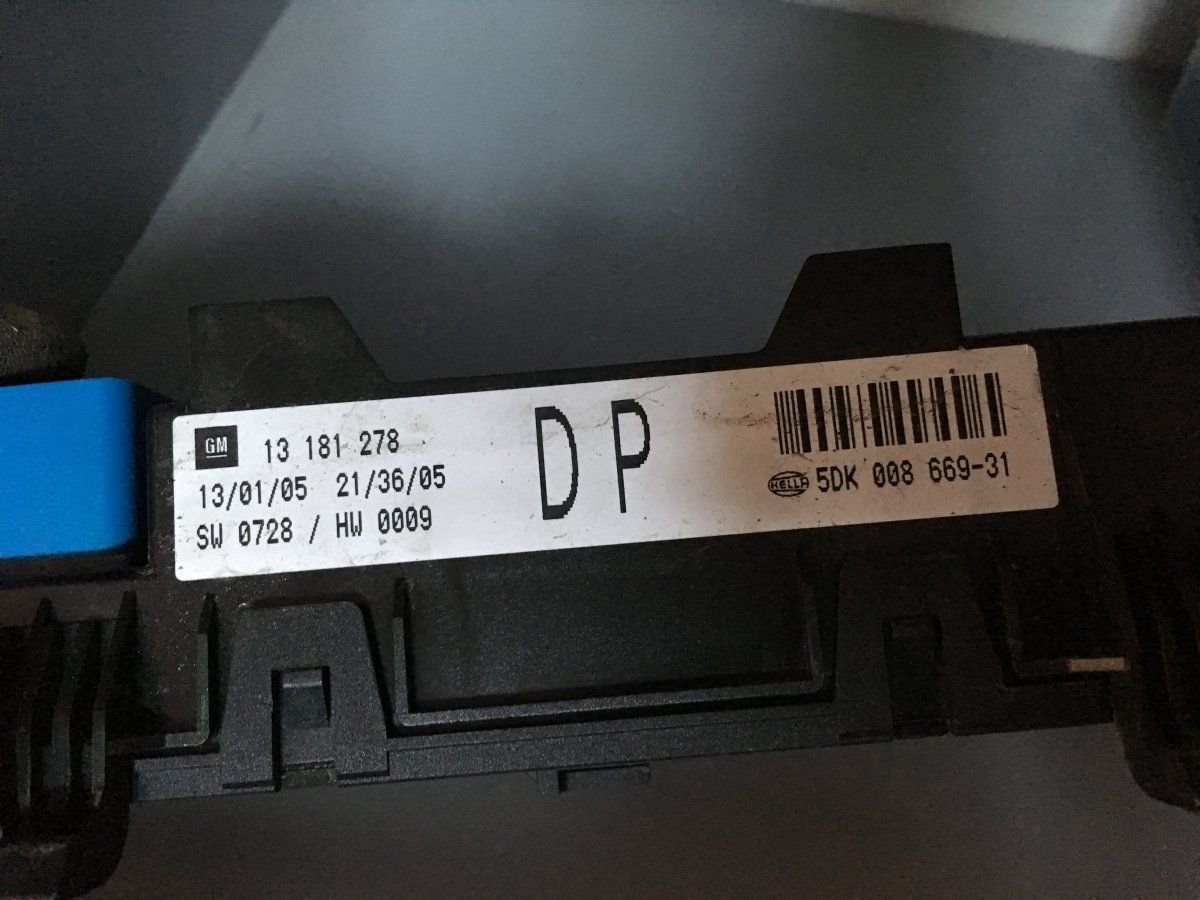 GM 13 181 278
13/01/05 21/36/05
SW 0728 / HW 0009
DP
HELLA 5DK 008 669-31